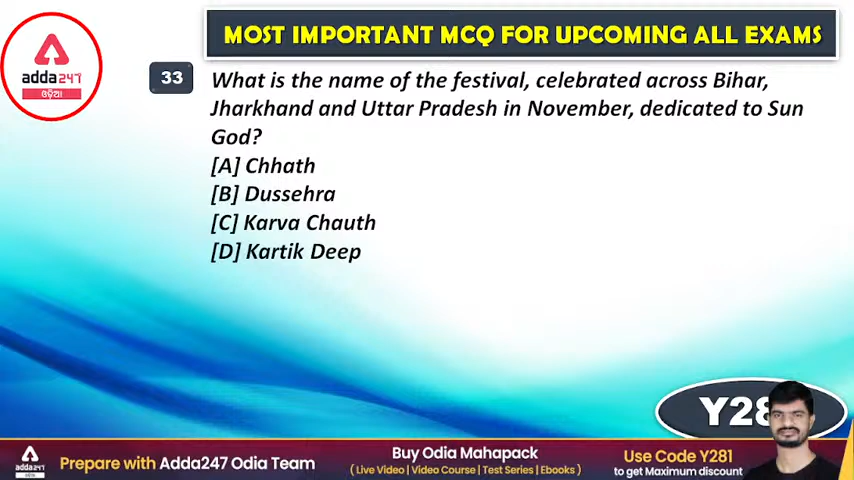 MOST IMPORTANT MCQ FOR UPCOMING ALL EXAMS
adda247
ଓଡ଼ିଆ
33
What is the name of the festival, celebrated across Bihar,
Jharkhand and Uttar Pradesh in November, dedicated to Sun
God?
[A] Chhath
[B] Dussehra
[C] Karva Chauth
[D] Kartik Deep
Y28
adda247
Prepare with Adda247 Odia Team
Buy Odia Mahapack
( Live Video | Video Course | Test Series | Ebooks )
Use Code Y281
to get Maximum discount